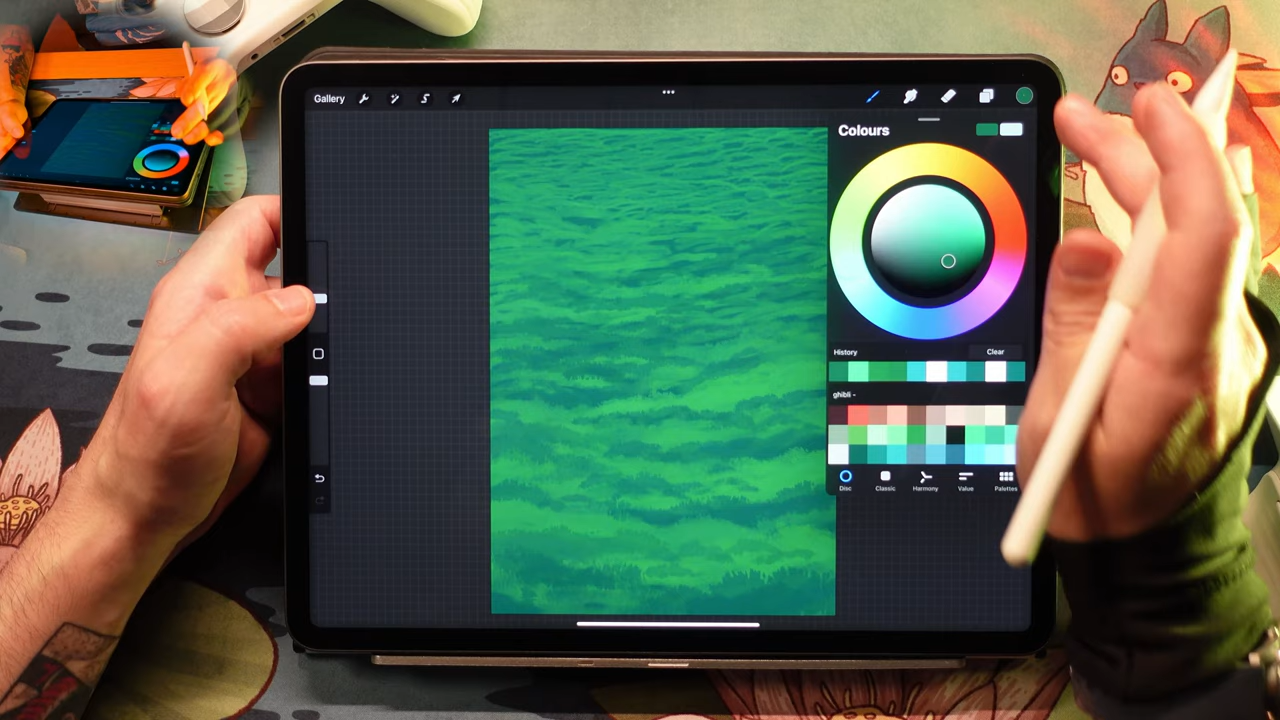 Gallery
Colours
History
Clear
ghibli -
Disc
Classic
Harmony
Value
Palettes